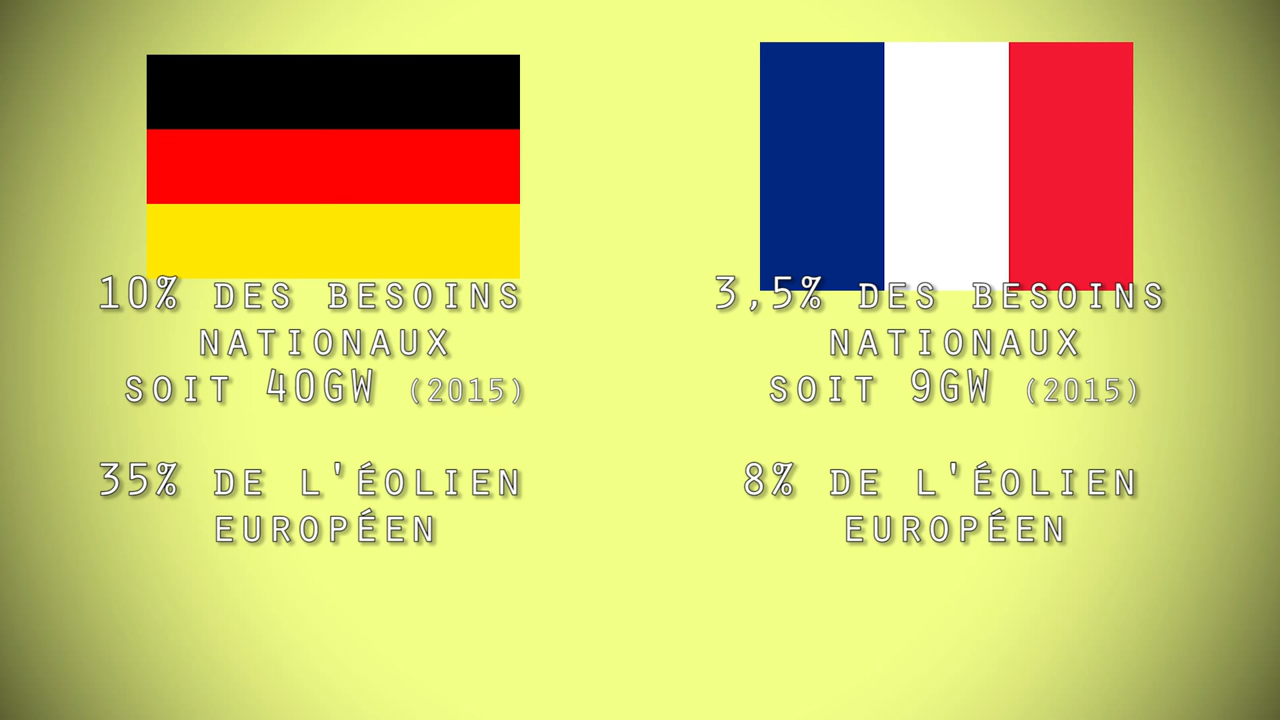 10% DES BESOINS
NATIONAUX
SOIT 40GW (2015)
35% DE L'ÉOLIEN
EUROPÉEN
3,5% DES BESOINS
NATIONAUX
SOIT 9GW (2015)
8% DE L'ÉOLIEN
EUROPÉEN